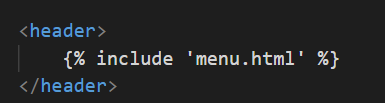 <header>
    {% include 'menu.html' %}
</header>